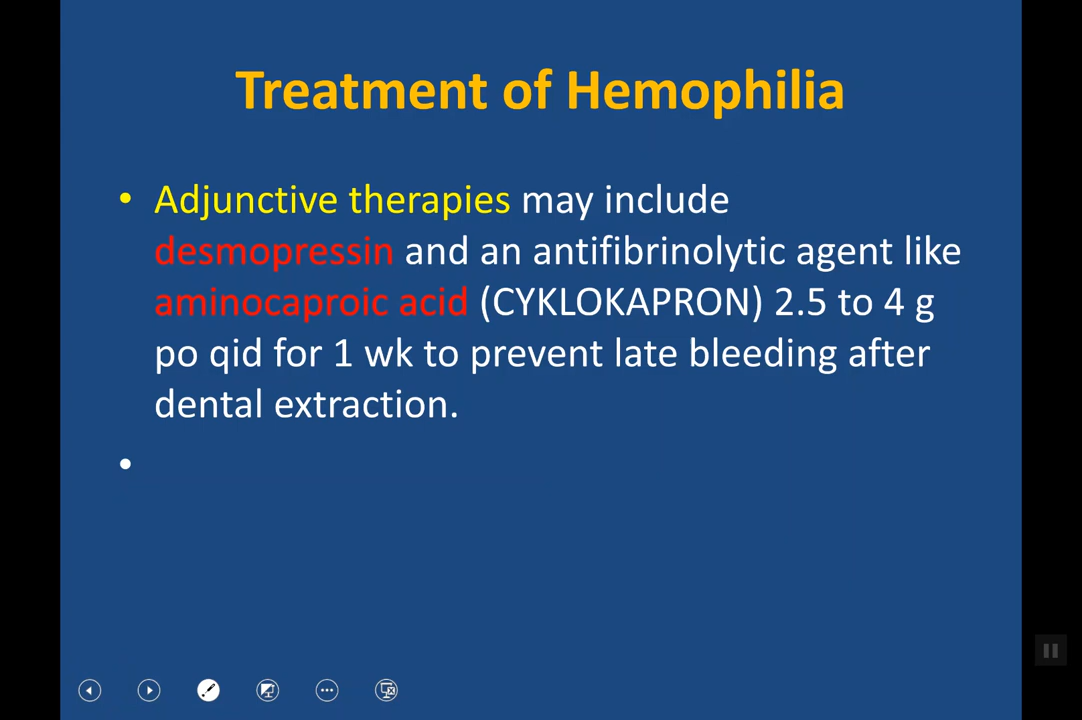 Treatment of Hemophilia
• Adjunctive therapies may include
desmopressin and an antifibrinolytic agent like
aminocaproic acid (CYKLOKAPRON) 2.5 to 4 g
po qid for 1 wk to prevent late bleeding after
dental extraction.
•